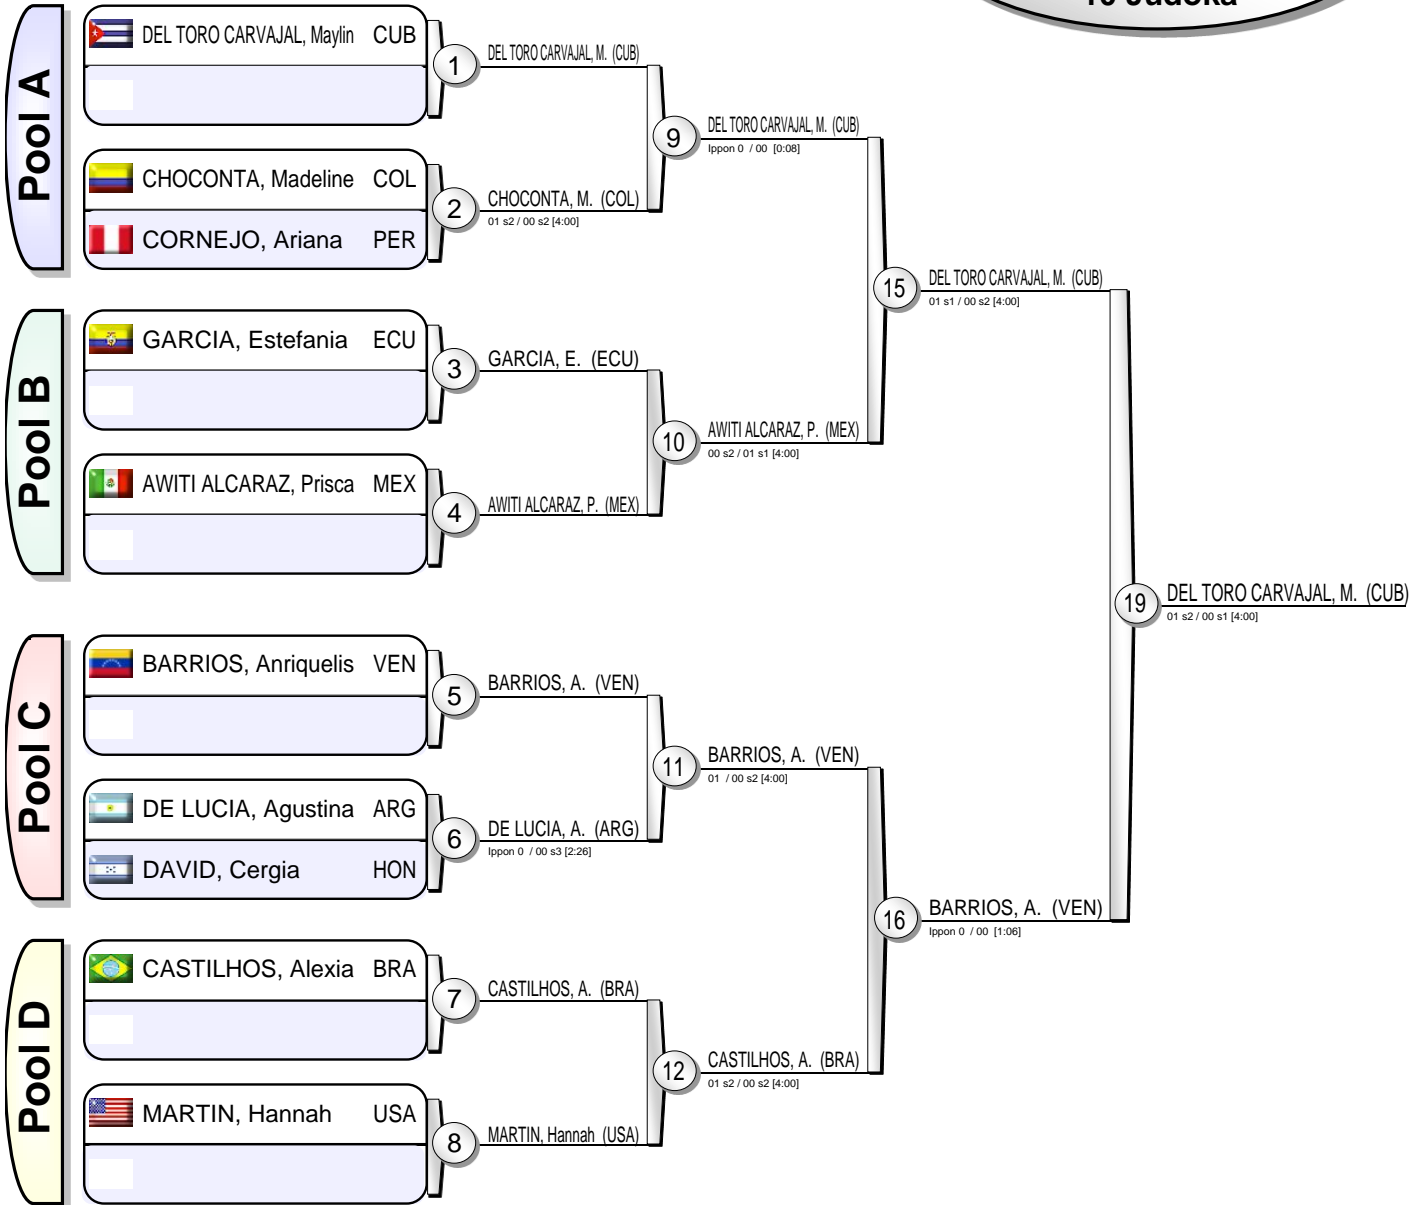 10 Judoka
Pool A
DEL TORO CARVAJAL, Maylin CUB
CHOCONTA, Madeline COL
CORNEJO, Ariana PER
Pool B
GARCIA, Estefania ECU
AWITI ALCARAZ, Prisca MEX
Pool C
BARRIOS, Anriquelis VEN
DE LUCIA, Agustina ARG
DAVID, Cergia HON
Pool D
CASTILHOS, Alexia BRA
MARTIN, Hannah USA
1
DEL TORO CARVAJAL, M. (CUB)
2
CHOCONTA, M. (COL)
01 s2 / 00 s2 [4:00]
3
GARCIA, E. (ECU)
4
AWITI ALCARAZ, P. (MEX)
5
BARRIOS, A. (VEN)
6
DE LUCIA, A. (ARG)
Ippon 0 / 00 s3 [2:26]
7
CASTILHOS, A. (BRA)
8
MARTIN, Hannah (USA)
9
DEL TORO CARVAJAL, M. (CUB)
Ippon 0 / 00 [0:08]
10
AWITI ALCARAZ, P. (MEX)
00 s2 / 01 s1 [4:00]
11
BARRIOS, A. (VEN)
01 / 00 s2 [4:00]
12
CASTILHOS, A. (BRA)
01 s2 / 00 s2 [4:00]
15
DEL TORO CARVAJAL, M. (CUB)
01 s1 / 00 s2 [4:00]
16
BARRIOS, A. (VEN)
Ippon 0 / 00 [1:06]
19
DEL TORO CARVAJAL, M. (CUB)
01 s2 / 00 s1 [4:00]